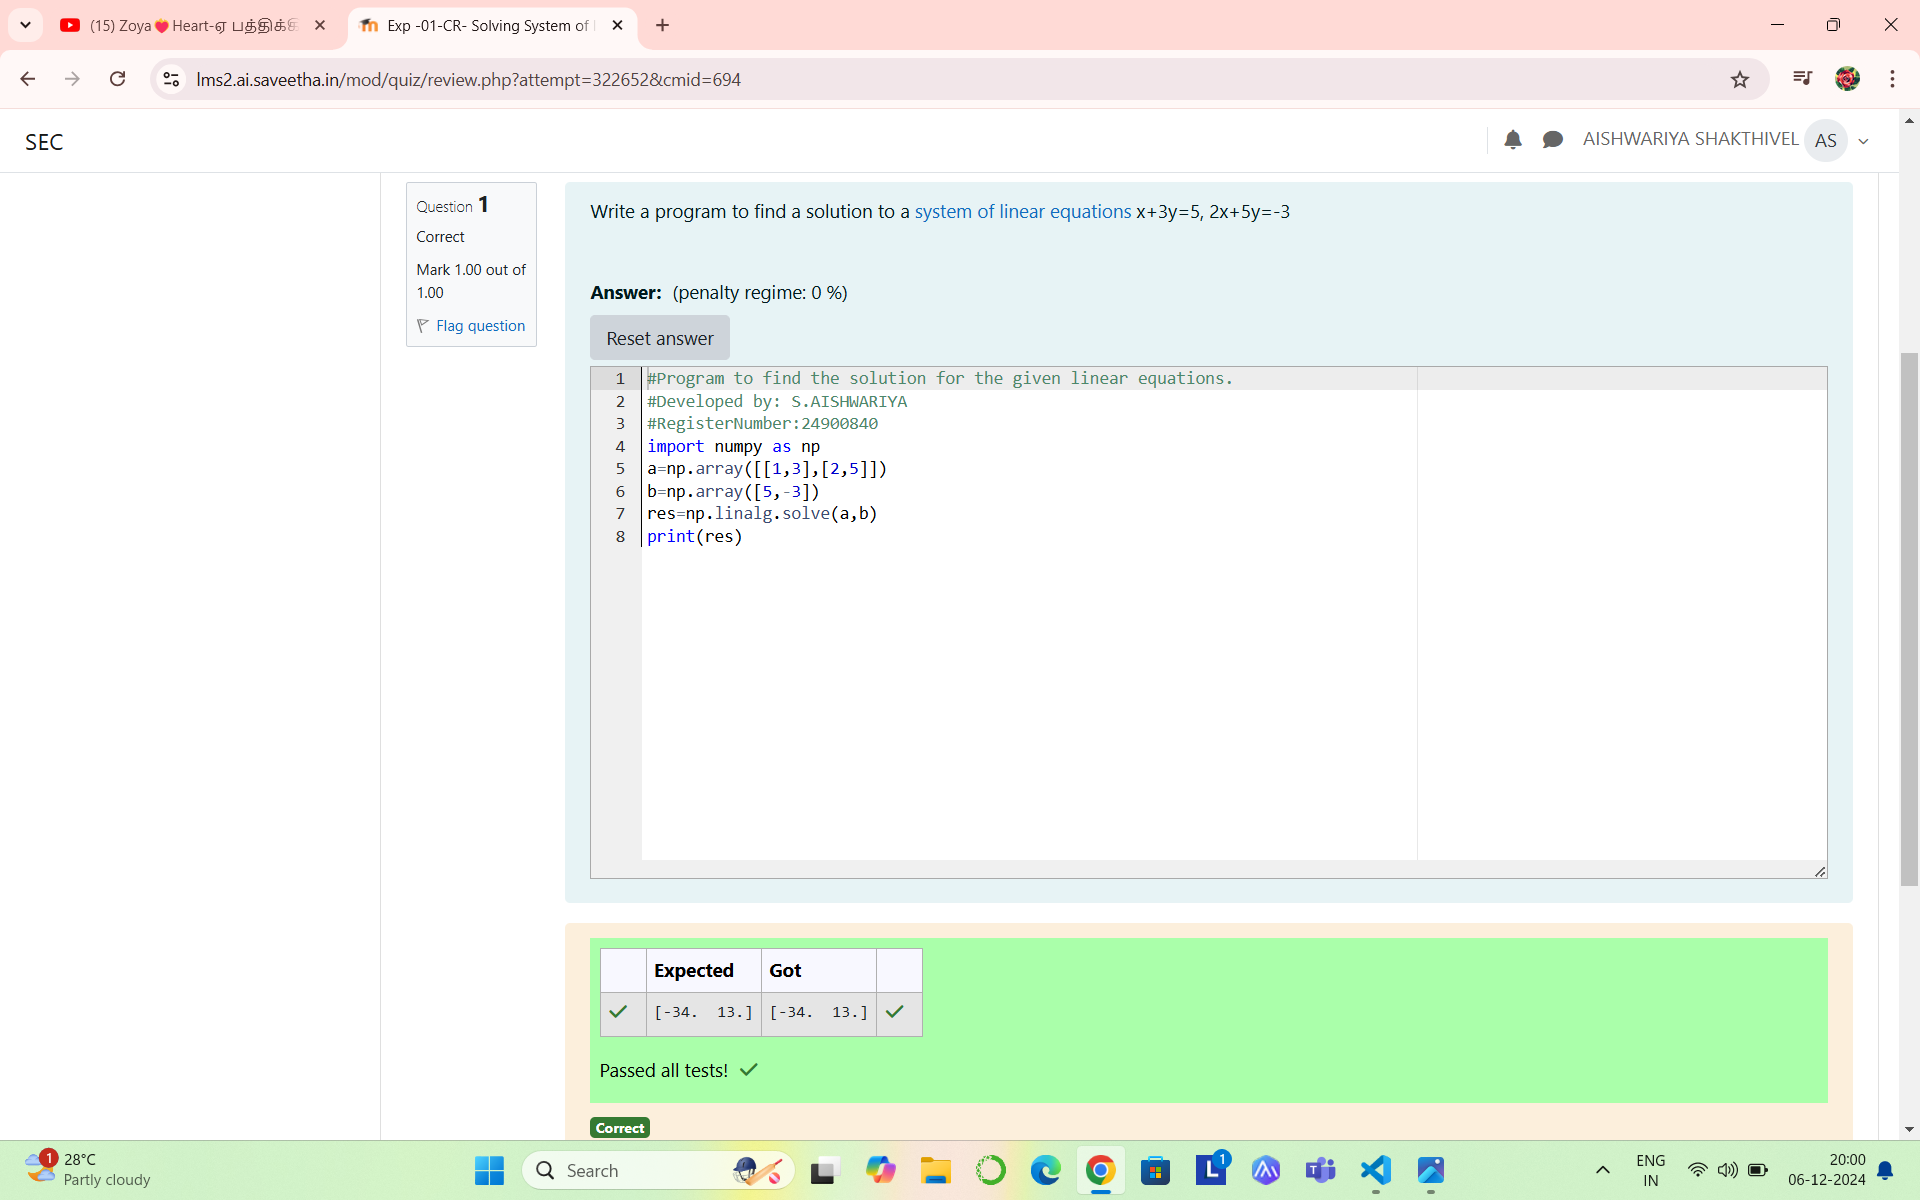 (15) Zoya❤️Heart-ஏ பத்திக்கி
Exp -01-CR- Solving System of
lms2.ai.saveetha.in/mod/quiz/review.php?attempt=322652&cmid=694
SEC
AISHWARIYA SHAKTHIVEL AS
Question 1
Correct
Mark 1.00 out of
1.00
Flag question
Write a program to find a solution to a system of linear equations x+3y=5, 2x+5y=-3
Answer: (penalty regime: 0 %)
Reset answer
1 #Program to find the solution for the given linear equations.
2 #Developed by: S.AISHWARIYA
3 #RegisterNumber:24900840
4 import numpy as np
5 a=np.array([[1,3],[2,5]])
6 b=np.array([5,-3])
7 res=np.linalg.solve(a,b)
8 print(res)
Expected Got
[-34.  13.] [-34.  13.]
Passed all tests!
Correct
1
28°C
Partly cloudy
Search
L 1
ENG
IN
20:00
06-12-2024